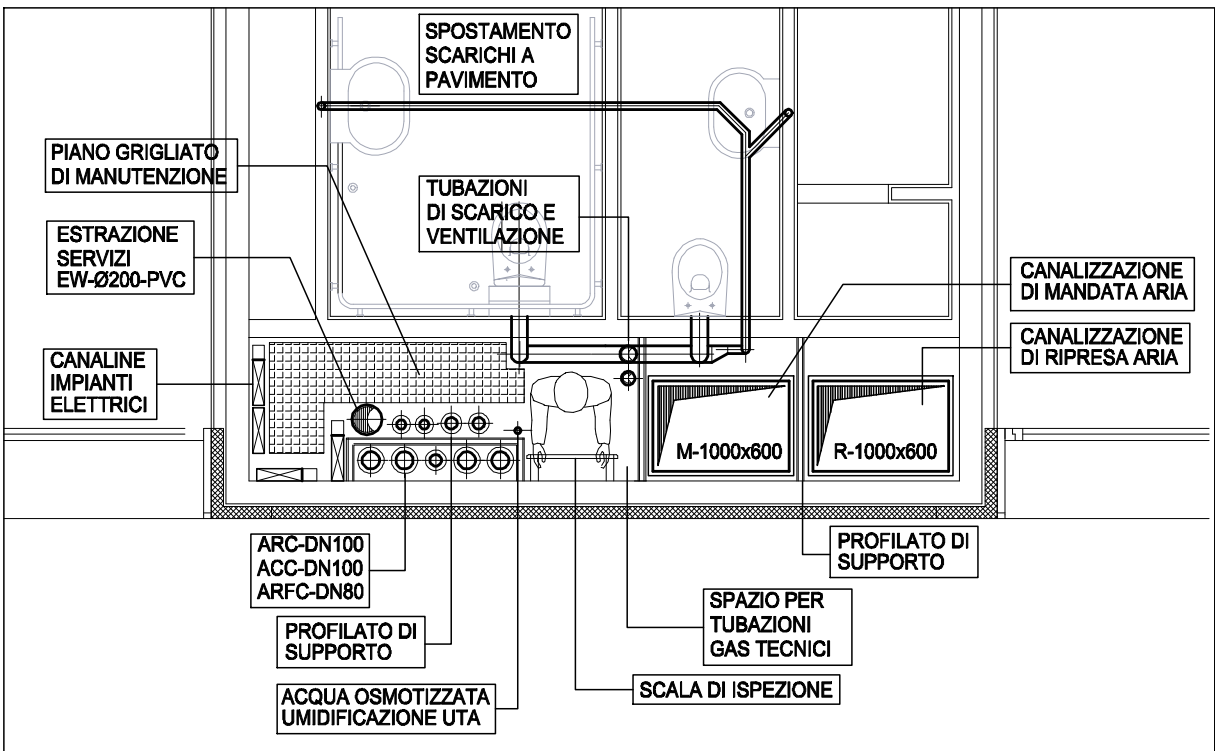 SPOSTAMENTO
SCARICHI A
PAVIMENTO
PIANO GRIGLIATO
DI MANUTENZIONE
TUBAZIONI
DI SCARICO E
VENTILAZIONE
ESTRAZIONE
SERVIZI
EW-Ø200-PVC
CANALIZZAZIONE
DI MANDATA ARIA
CANALIZZAZIONE
DI RIPRESA ARIA
CANALINE
IMPIANTI
ELETTRICI
M-1000x600
R-1000x600
ARC-DN100
ACC-DN100
ARFC-DN80
PROFILATO DI
SUPPORTO
SPAZIO PER
TUBAZIONI
GAS TECNICI
PROFILATO DI
SUPPORTO
SCALA DI ISPEZIONE
ACQUA OSMOTIZZATA
UMIDIFICAZIONE UTA